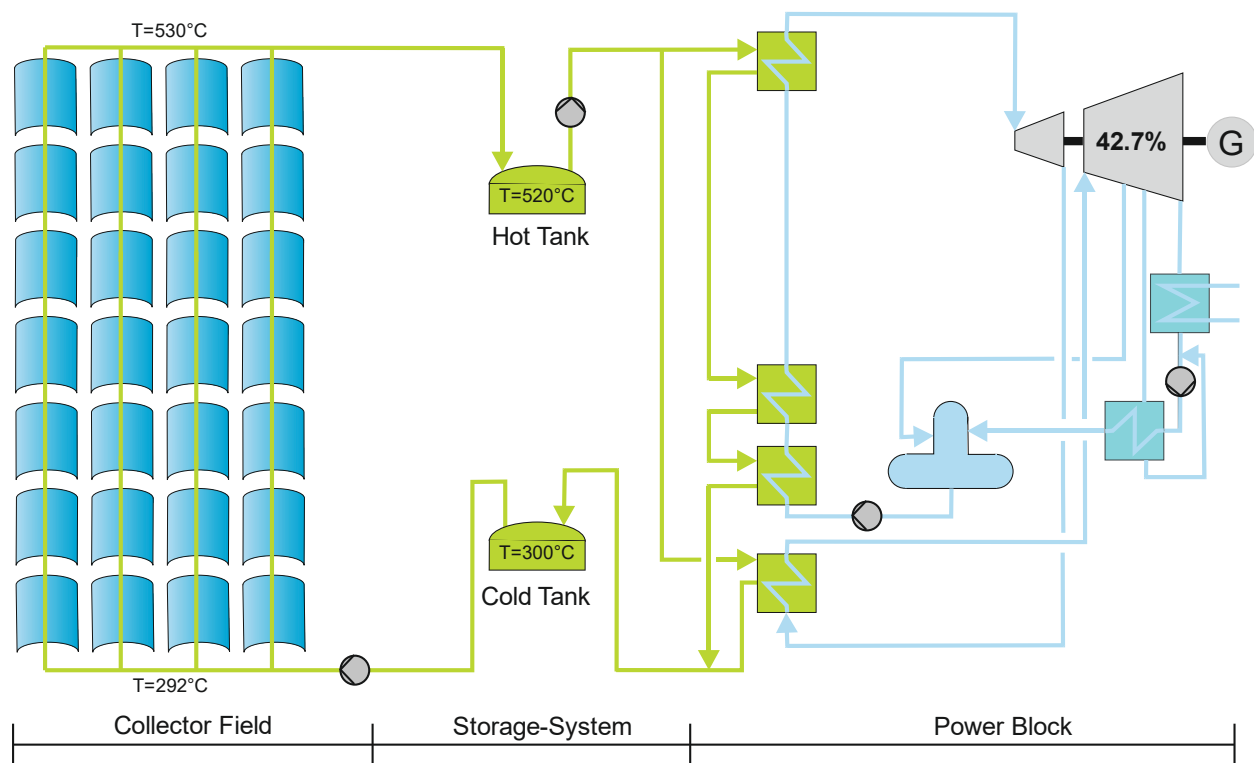 T=530°C
42.7%
G
T=520°C
Hot Tank
T=300°C
Cold Tank
T=292°C
Collector Field
Storage-System
Power Block